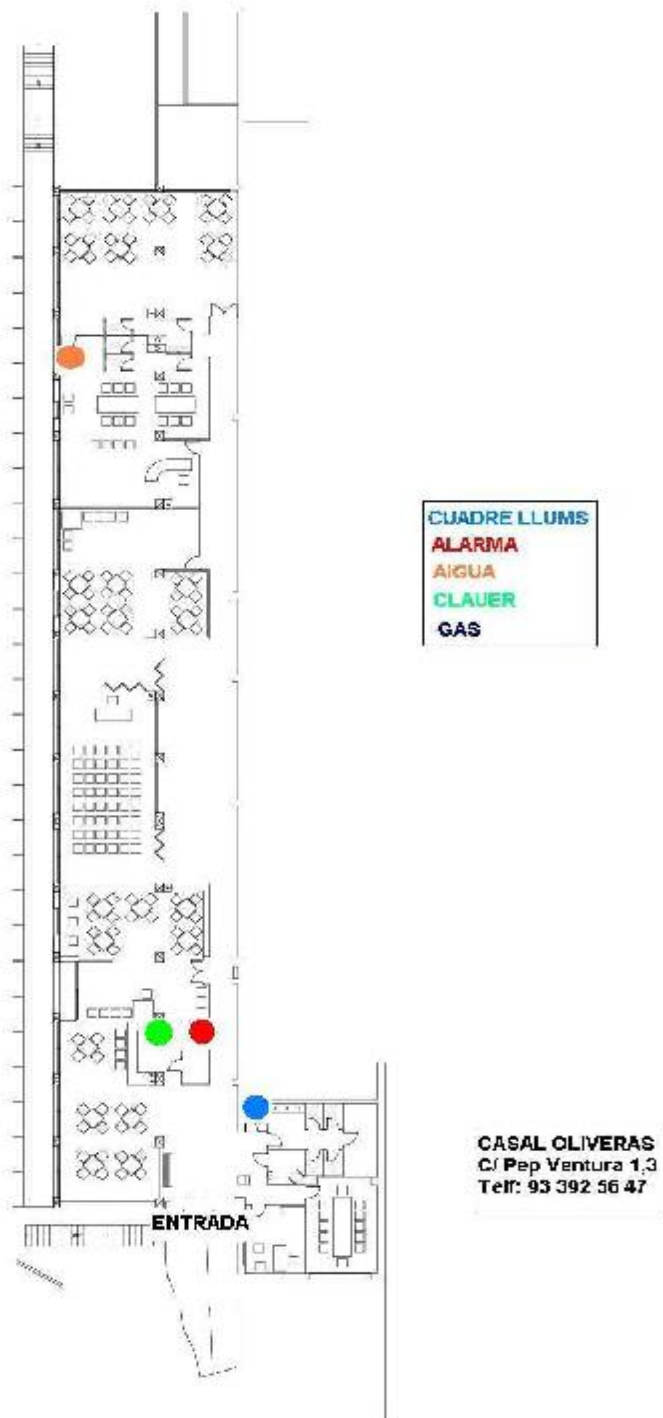 CUADRE LLUMS
ALARMA
AIGUA
CLAUER
GAS
CASAL OLIVERAS
C/ Pep Ventura 1,3
Telf: 93 392 56 47
ENTRADA